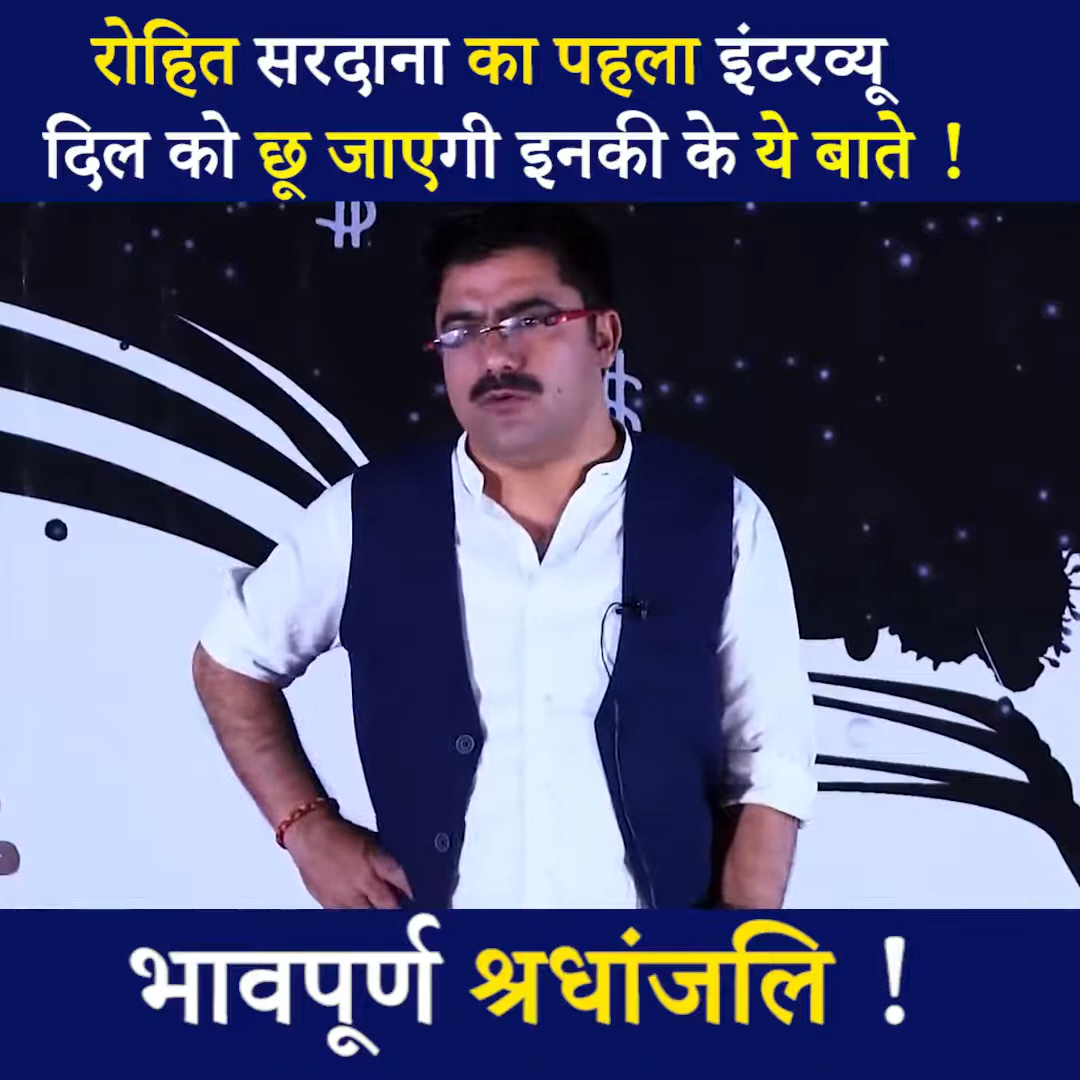 रोहित सरदाना का पहला इंटरव्यू
दिल को छू जाएगी इनकी के ये बाते !
$
$
भावपूर्ण श्रधांजलि !